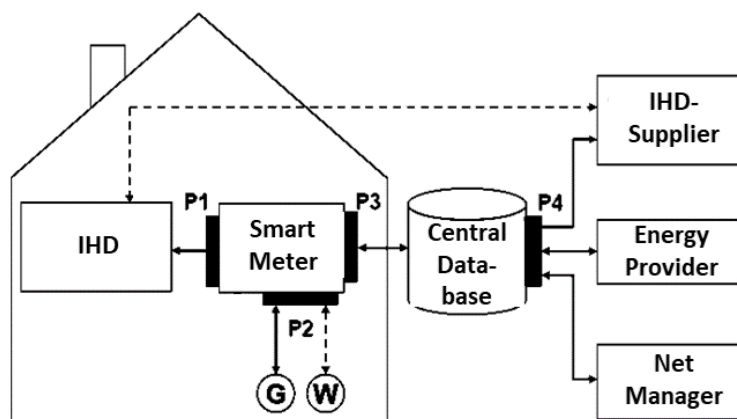 IHD-
Supplier
P1
P3
P4
IHD
Smart
Meter
Central
Data-
base
Energy
Provider
P2
G
W
Net
Manager